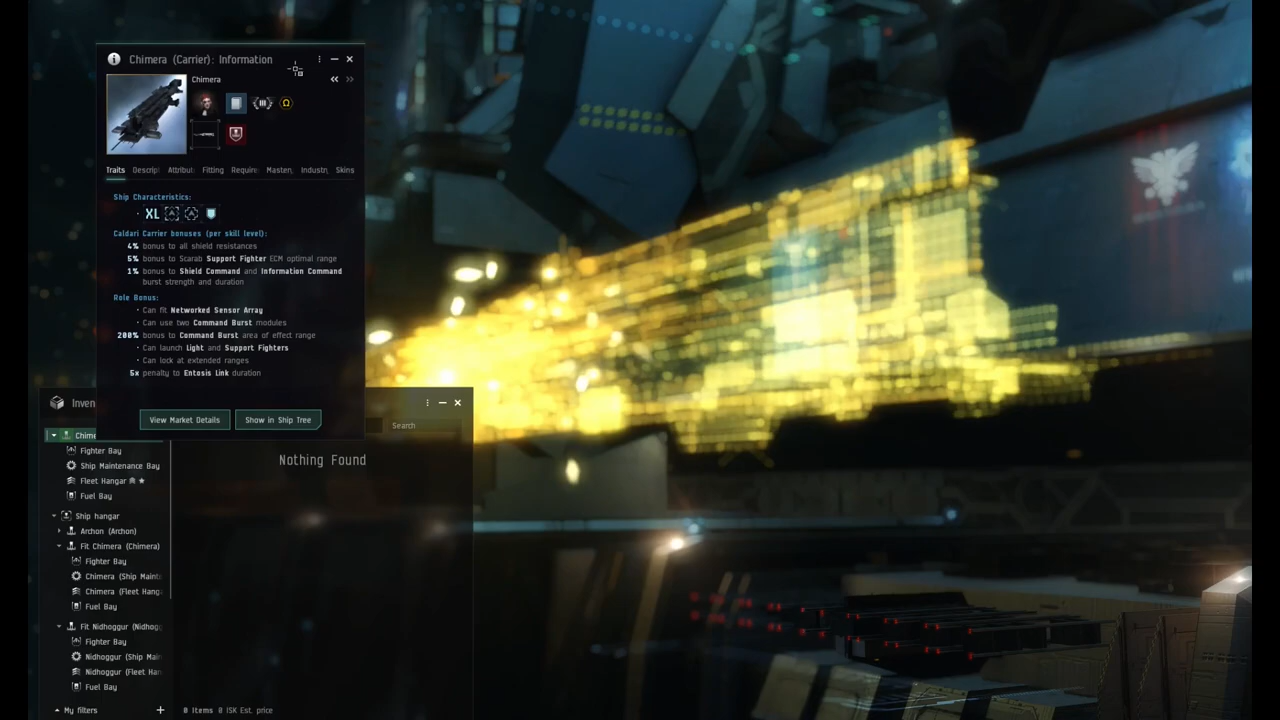 Chimera (Carrier): Information
Chimera
Traits Descrip Attribut Fitting Require Masten Industry Skins
Ship Characteristics:
XL
Caldari Carrier bonuses (per skill level):
4% bonus to all shield resistances
5% bonus to Scarab Support Fighter ECM optimal range
1% bonus to Shield Command and Information Command
burst strength and duration
Role Bonus:
· Can fit Networked Sensor Array
· Can use two Command Burst modules
200% bonus to Command Burst area of effect range
· Can launch Light and Support Fighters
· Can lock at extended ranges
5x penalty to Entosis Link duration
View Market Details Show in Ship Tree
Inven
Search
Chime
Nothing Found
Fighter Bay
Ship Maintenance Bay
Fleet Hangar
Fuel Bay
Ship hangar
Archon (Archon)
Fit Chimera (Chimera)
Fighter Bay
Chimera (Ship Mainte
Chimera (Fleet Hanga
Fuel Bay
Fit Nidhoggur (Nidhogg
Fighter Bay
Nidhoggur (Ship Main
Nidhoggur (Fleet Han
Fuel Bay
My filters +
0 Items 0 ISK Est. price